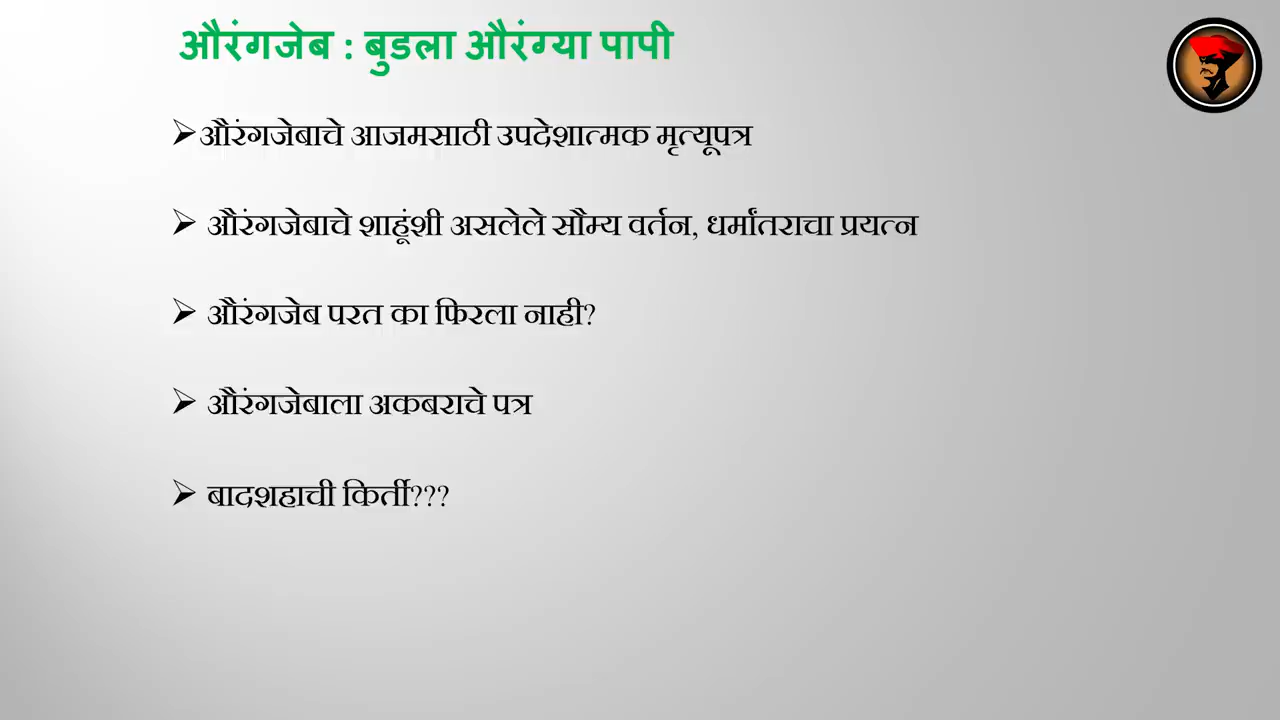 औरंगजेब : बुडला औरंग्या पापी
➢औरंगजेबाचे आजमसाठी उपदेशात्मक मृत्यूपत्र
➢ औरंगजेबाचे शाहूंशी असलेले सौम्य वर्तन, धर्मांतराचा प्रयत्न
➢ औरंगजेब परत का फिरला नाही?
➢ औरंगजेबाला अकबराचे पत्र
➢ बादशहाची किर्ती???